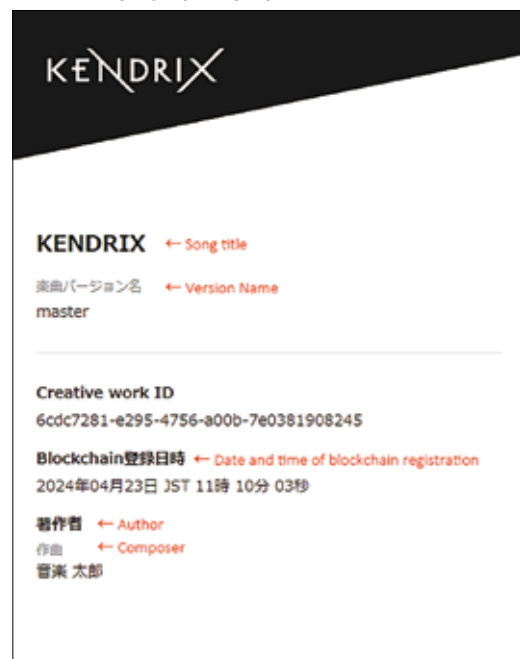 KENDRIX
KENDRIX ← Song title
楽曲バージョン名 ← Version Name
master
Creative work ID
6cdc7281-e295-4756-a00b-7e0381908245
Blockchain登録日時 ← Date and time of blockchain registration
2024年04月23日 JST 11時 10分 03秒
著作者 ← Author
作曲 ← Composer
音楽 太郎